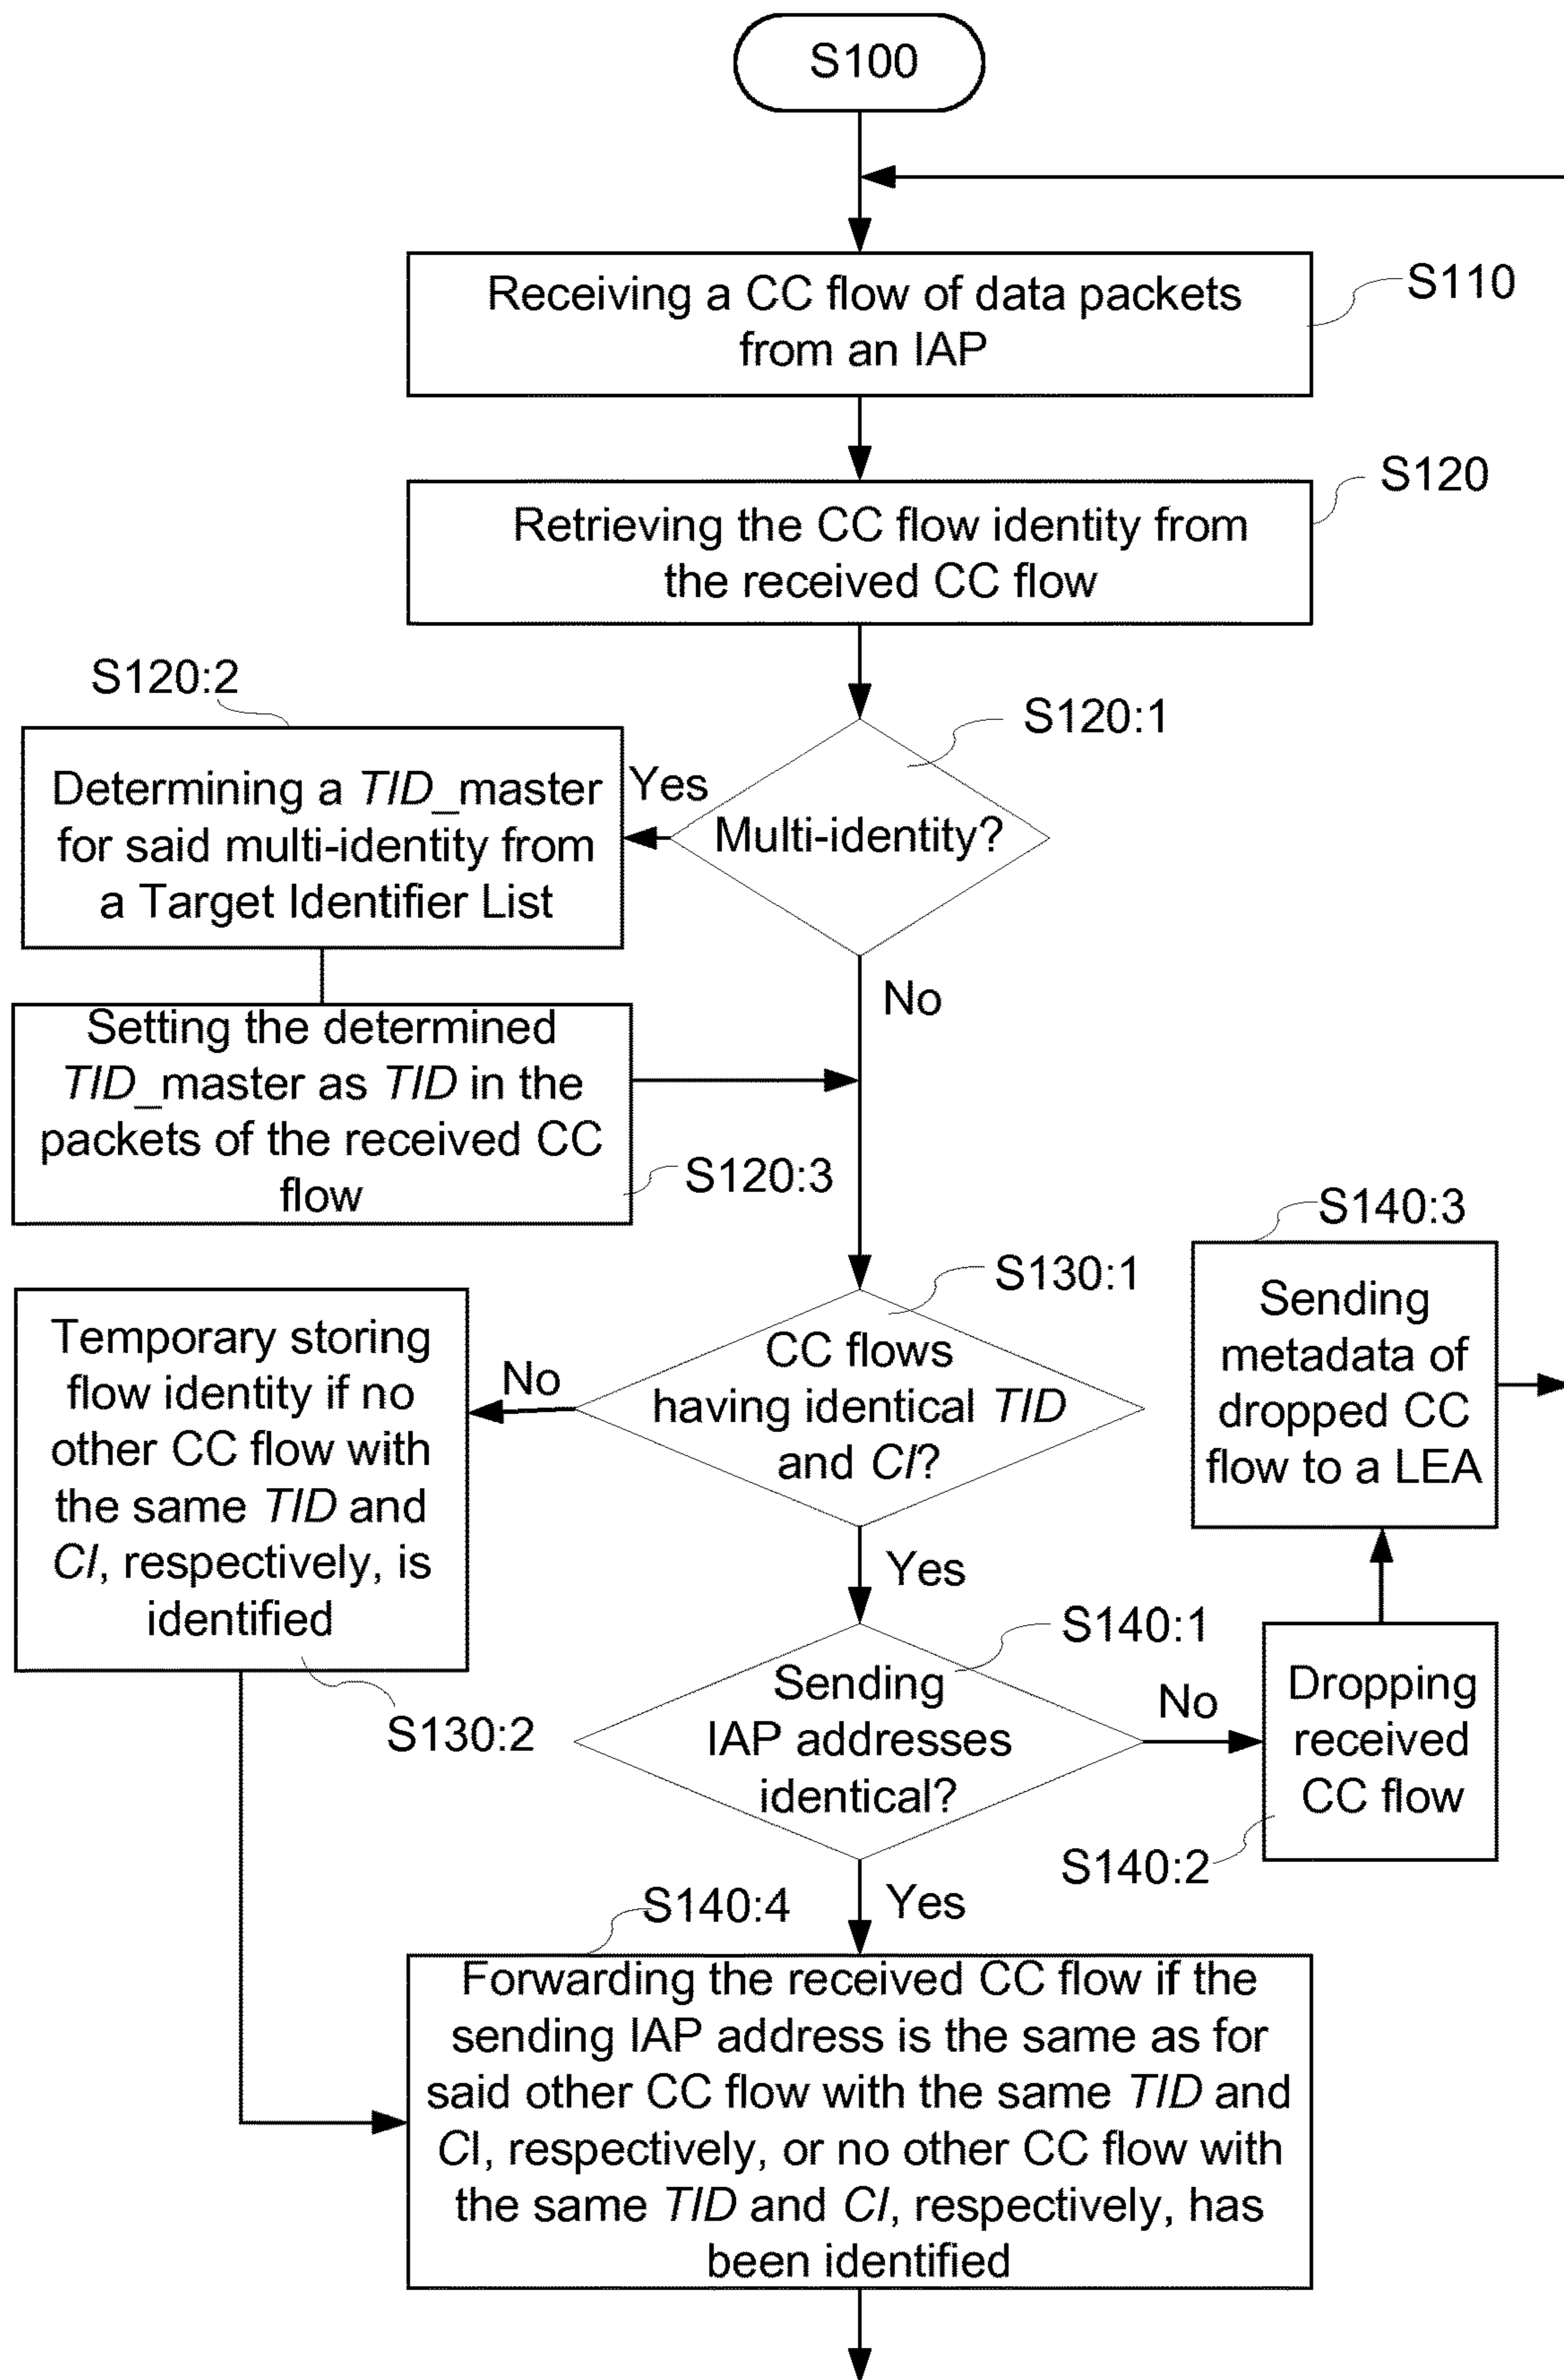 S100
Receiving a CC flow of data packets
from an IAP
S110
Retrieving the CC flow identity from
the received CC flow
S120
S120:2
Determining a TID_master
for said multi-identity from
a Target Identifier List
Yes
Multi-identity?
S120:1
No
Setting the determined
TID_master as TID in the
packets of the received CC
flow
S120:3
S130:1
CC flows
having identical TID
and CI?
No
Temporary storing
flow identity if no
other CC flow with
the same TID and
CI, respectively, is
identified
S130:2
Yes
S140:1
Sending
IAP addresses
identical?
No
Dropping
received
CC flow
S140:2
S140:3
Sending
metadata of
dropped CC
flow to a LEA
Yes
S140:4
Forwarding the received CC flow if the
sending IAP address is the same as for
said other CC flow with the same TID and
CI, respectively, or no other CC flow with
the same TID and CI, respectively, has
been identified